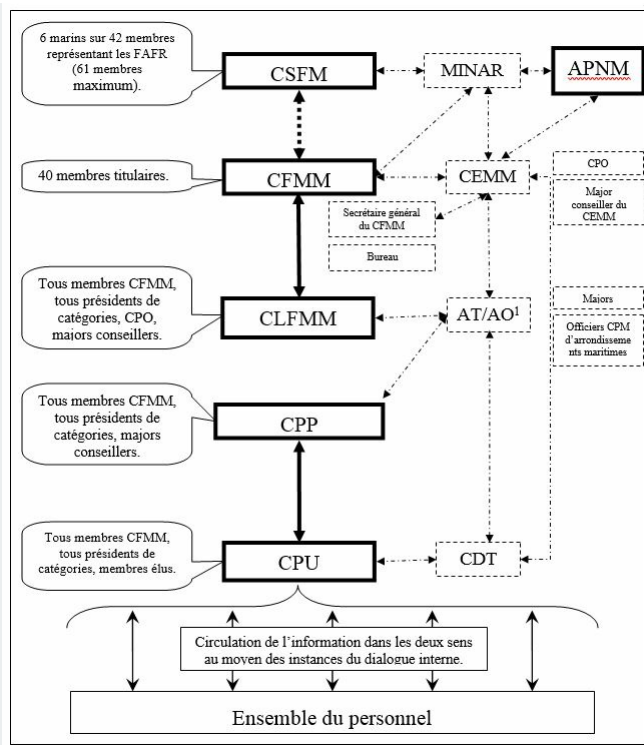 6 marins sur 42 membres
représentant les FAFR
(61 membres
maximum).
CSFM
MINAR
APNM
40 membres titulaires.
CFMM
CEMM
CPO
Major
conseiller du
CEMM
Secrétaire général
du CFMM
Bureau
Tous membres CFMM,
tous présidents de
catégories, CPO,
majors conseillers.
CLFMM
AT/AO1
Majors
Officiers CPM
d'arrondisseme
nts maritimes
Tous membres CFMM,
tous présidents de
catégories, majors
conseillers.
CPP
Tous membres CFMM,
tous présidents de
catégories, membres élus.
CPU
CDT
Circulation de l'information dans les deux sens
au moyen des instances du dialogue interne.
Ensemble du personnel